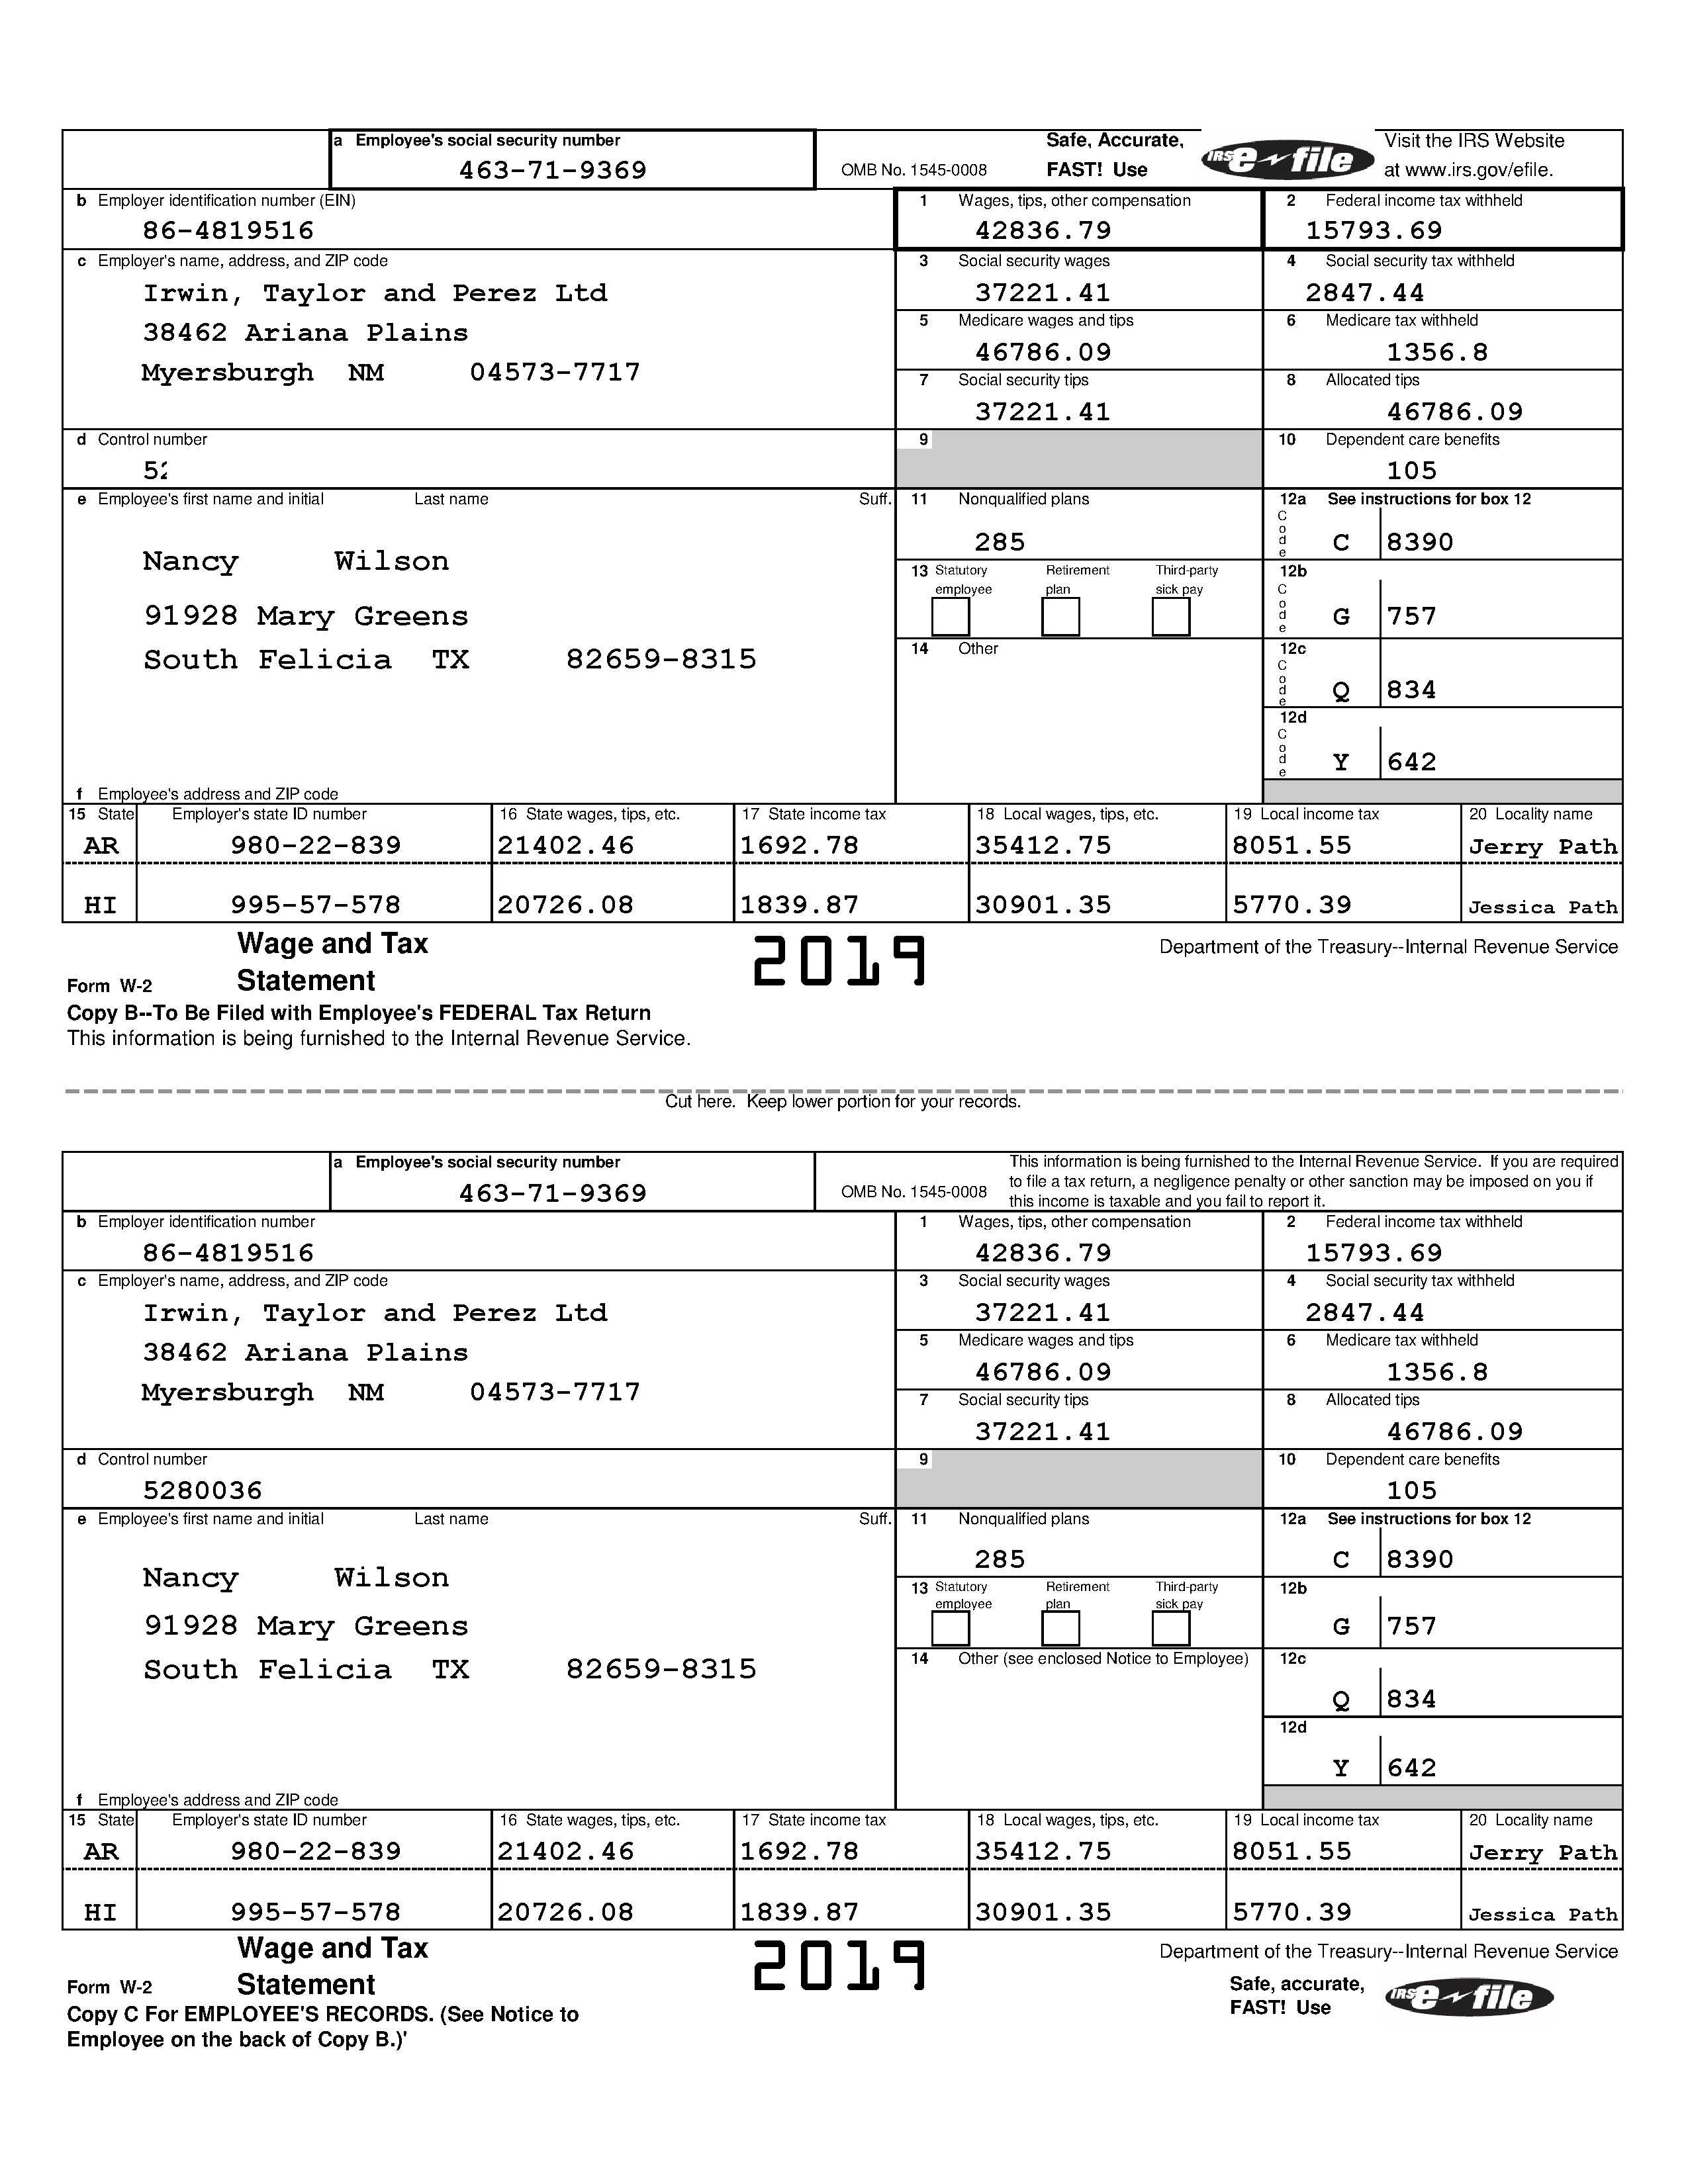 a Employee's social security number
463-71-9369
OMB No. 1545-0008
Safe, Accurate,
FAST! Use
IRS e-file
Visit the IRS Website
at www.irs.gov/efile.
b Employer identification number (EIN)
86-4819516
1 Wages, tips, other compensation
42836.79
2 Federal income tax withheld
15793.69
c Employer's name, address, and ZIP code
Irwin, Taylor and Perez Ltd
38462 Ariana Plains
Myersburgh NM 04573-7717
3 Social security wages
37221.41
4 Social security tax withheld
2847.44
5 Medicare wages and tips
46786.09
6 Medicare tax withheld
1356.8
7 Social security tips
37221.41
8 Allocated tips
46786.09
d Control number
9
10 Dependent care benefits
105
e Employee's first name and initial Last name Suff.
Nancy Wilson
91928 Mary Greens
South Felicia TX 82659-8315
f Employee's address and ZIP code
11 Nonqualified plans
285
12a See instructions for box 12
Code C 8390
13 Statutory employee Retirement plan Third-party sick pay
12b
Code G 757
14 Other
12c
Code Q 834
12d
Code Y 642
15 State Employer's state ID number 16 State wages, tips, etc. 17 State income tax 18 Local wages, tips, etc. 19 Local income tax 20 Locality name
AR 980-22-839 21402.46 1692.78 35412.75 8051.55 Jerry Path
HI 995-57-578 20726.08 1839.87 30901.35 5770.39 Jessica Path
Wage and Tax
Statement
Form W-2
2019
Department of the Treasury--Internal Revenue Service
Copy B--To Be Filed with Employee's FEDERAL Tax Return
This information is being furnished to the Internal Revenue Service.
Cut here. Keep lower portion for your records.
a Employee's social security number
463-71-9369
OMB No. 1545-0008
This information is being furnished to the Internal Revenue Service. If you are required
to file a tax return, a negligence penalty or other sanction may be imposed on you if
this income is taxable and you fail to report it.
b Employer identification number
86-4819516
1 Wages, tips, other compensation
42836.79
2 Federal income tax withheld
15793.69
c Employer's name, address, and ZIP code
Irwin, Taylor and Perez Ltd
38462 Ariana Plains
Myersburgh NM 04573-7717
3 Social security wages
37221.41
4 Social security tax withheld
2847.44
5 Medicare wages and tips
46786.09
6 Medicare tax withheld
1356.8
7 Social security tips
37221.41
8 Allocated tips
46786.09
d Control number
5280036
9
10 Dependent care benefits
105
e Employee's first name and initial Last name Suff.
Nancy Wilson
91928 Mary Greens
South Felicia TX 82659-8315
f Employee's address and ZIP code
11 Nonqualified plans
285
12a See instructions for box 12
C 8390
13 Statutory employee Retirement plan Third-party sick pay
12b
G 757
14 Other (see enclosed Notice to Employee)
12c
Q 834
12d
Y 642
15 State Employer's state ID number 16 State wages, tips, etc. 17 State income tax 18 Local wages, tips, etc. 19 Local income tax 20 Locality name
AR 980-22-839 21402.46 1692.78 35412.75 8051.55 Jerry Path
HI 995-57-578 20726.08 1839.87 30901.35 5770.39 Jessica Path
Wage and Tax
Statement
Form W-2
2019
Department of the Treasury--Internal Revenue Service
Safe, accurate,
FAST! Use
IRS e-file
Copy C For EMPLOYEE'S RECORDS. (See Notice to
Employee on the back of Copy B.)'